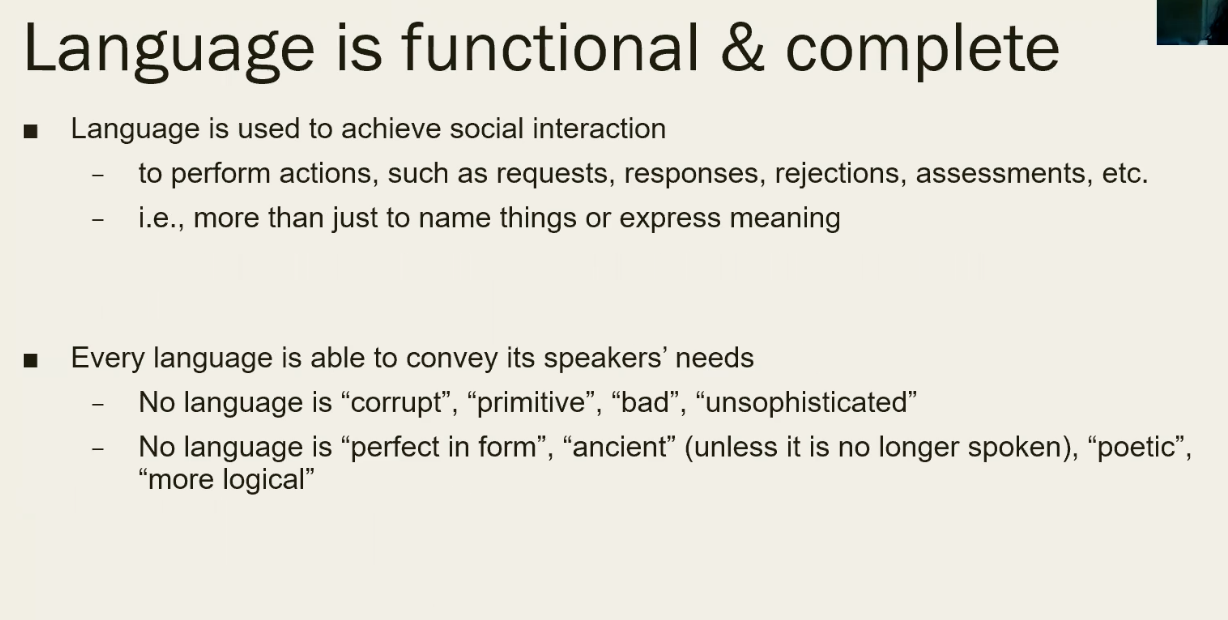 Language is functional & complete
■ Language is used to achieve social interaction
– to perform actions, such as requests, responses, rejections, assessments, etc.
– i.e., more than just to name things or express meaning
■ Every language is able to convey its speakers’ needs
– No language is “corrupt”, “primitive”, “bad”, “unsophisticated”
– No language is “perfect in form”, “ancient” (unless it is no longer spoken), “poetic”,
“more logical”